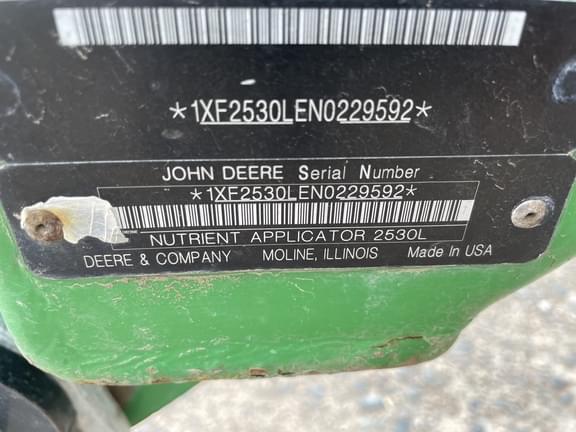 *1XF2530LEN0229592*
JOHN DEERE Serial Number
*1XF2530LEN0229592*
NUTRIENT APPLICATOR 2530L
DEERE & COMPANY MOLINE, ILLINOIS Made In USA